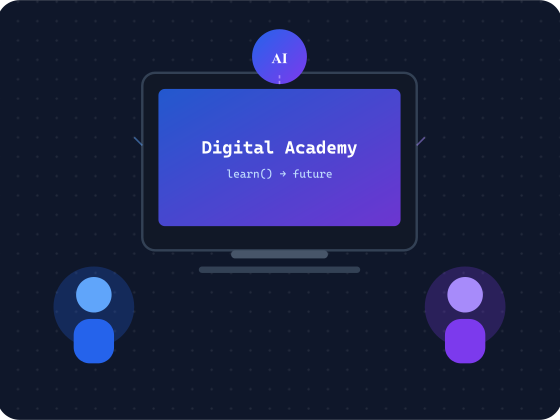 AI
Digital Academy
learn() → future